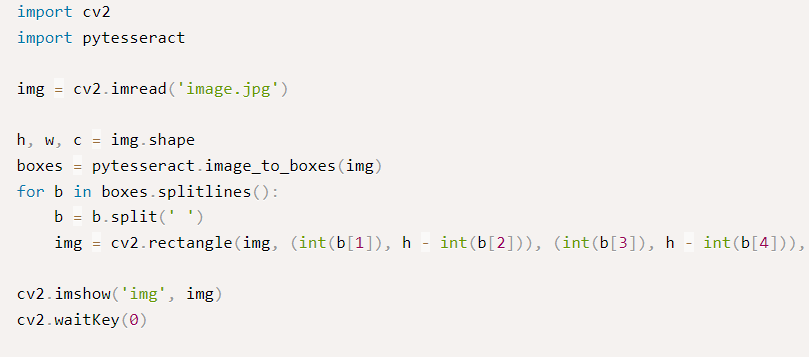 import cv2
import pytesseract
img = cv2.imread('image.jpg')
h, w, c = img.shape
boxes = pytesseract.image_to_boxes(img)
for b in boxes.splitlines():
    b = b.split(' ')
    img = cv2.rectangle(img, (int(b[1]), h - int(b[2])), (int(b[3]), h - int(b[4])),
cv2.imshow('img', img)
cv2.waitKey(0)